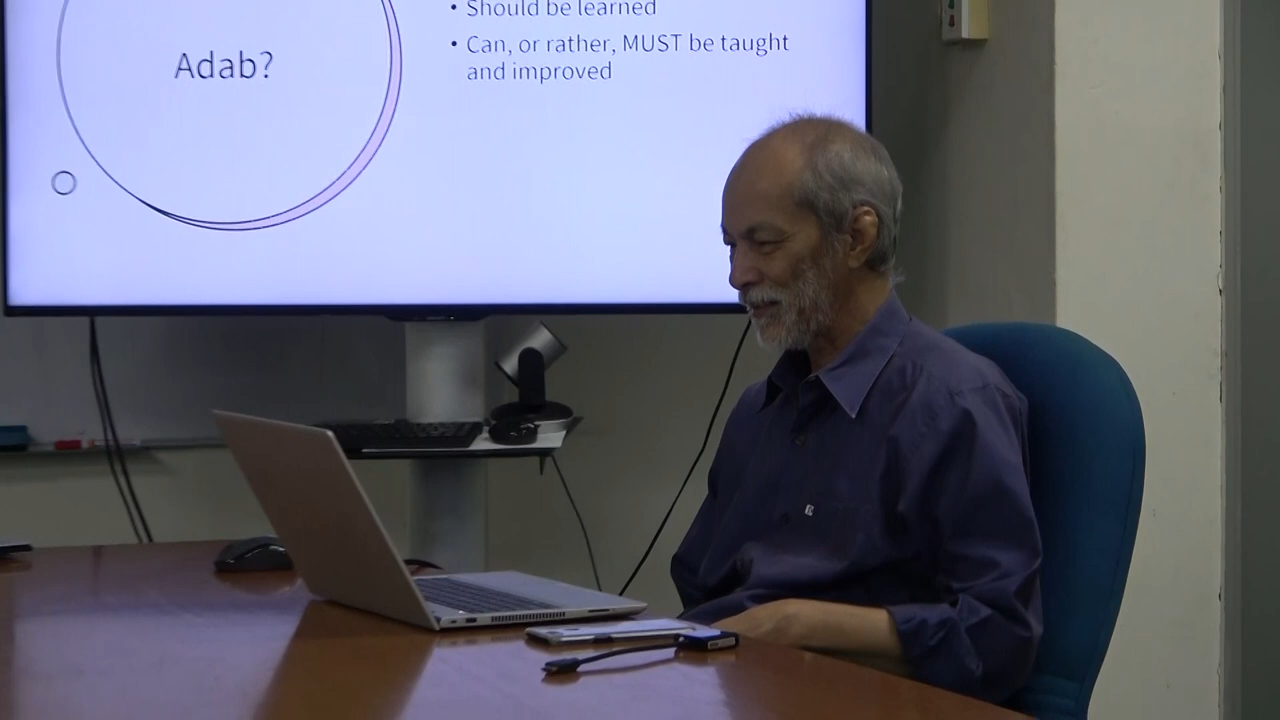 Adab?
• Should be learned
• Can, or rather, MUST be taught
and improved